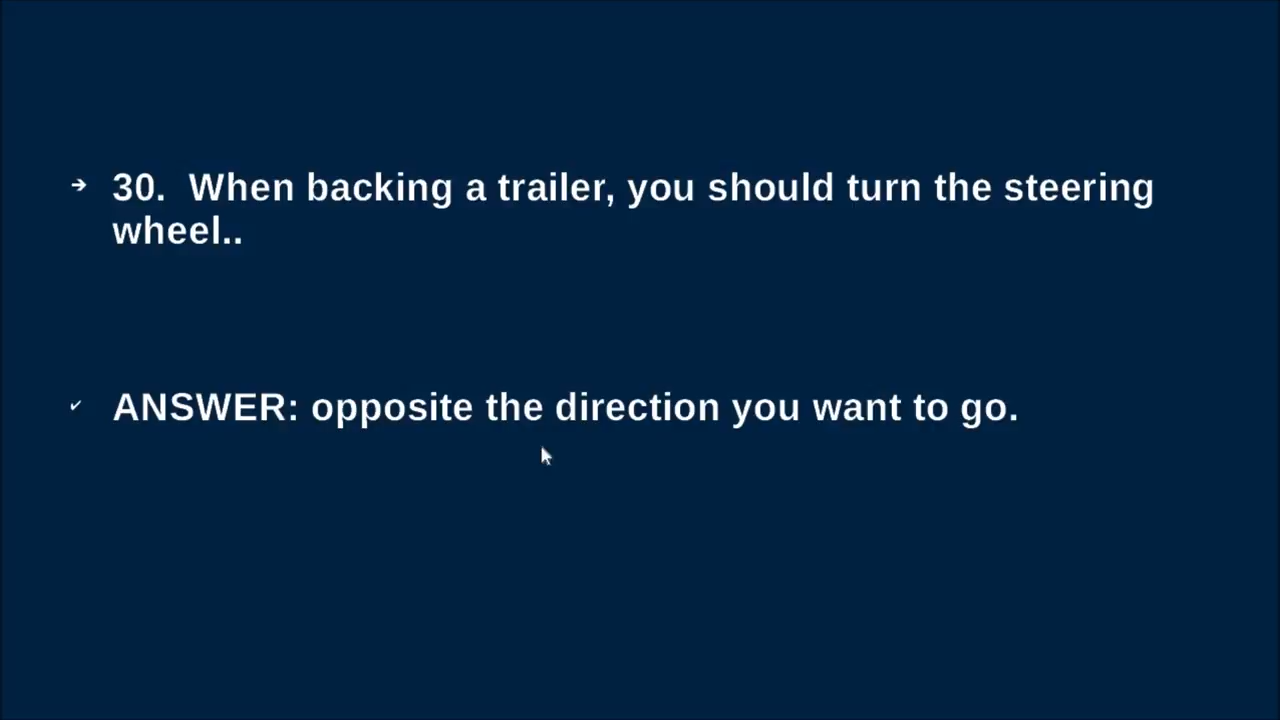 ➔ 30.  When backing a trailer, you should turn the steering
wheel..
✓ ANSWER: opposite the direction you want to go.